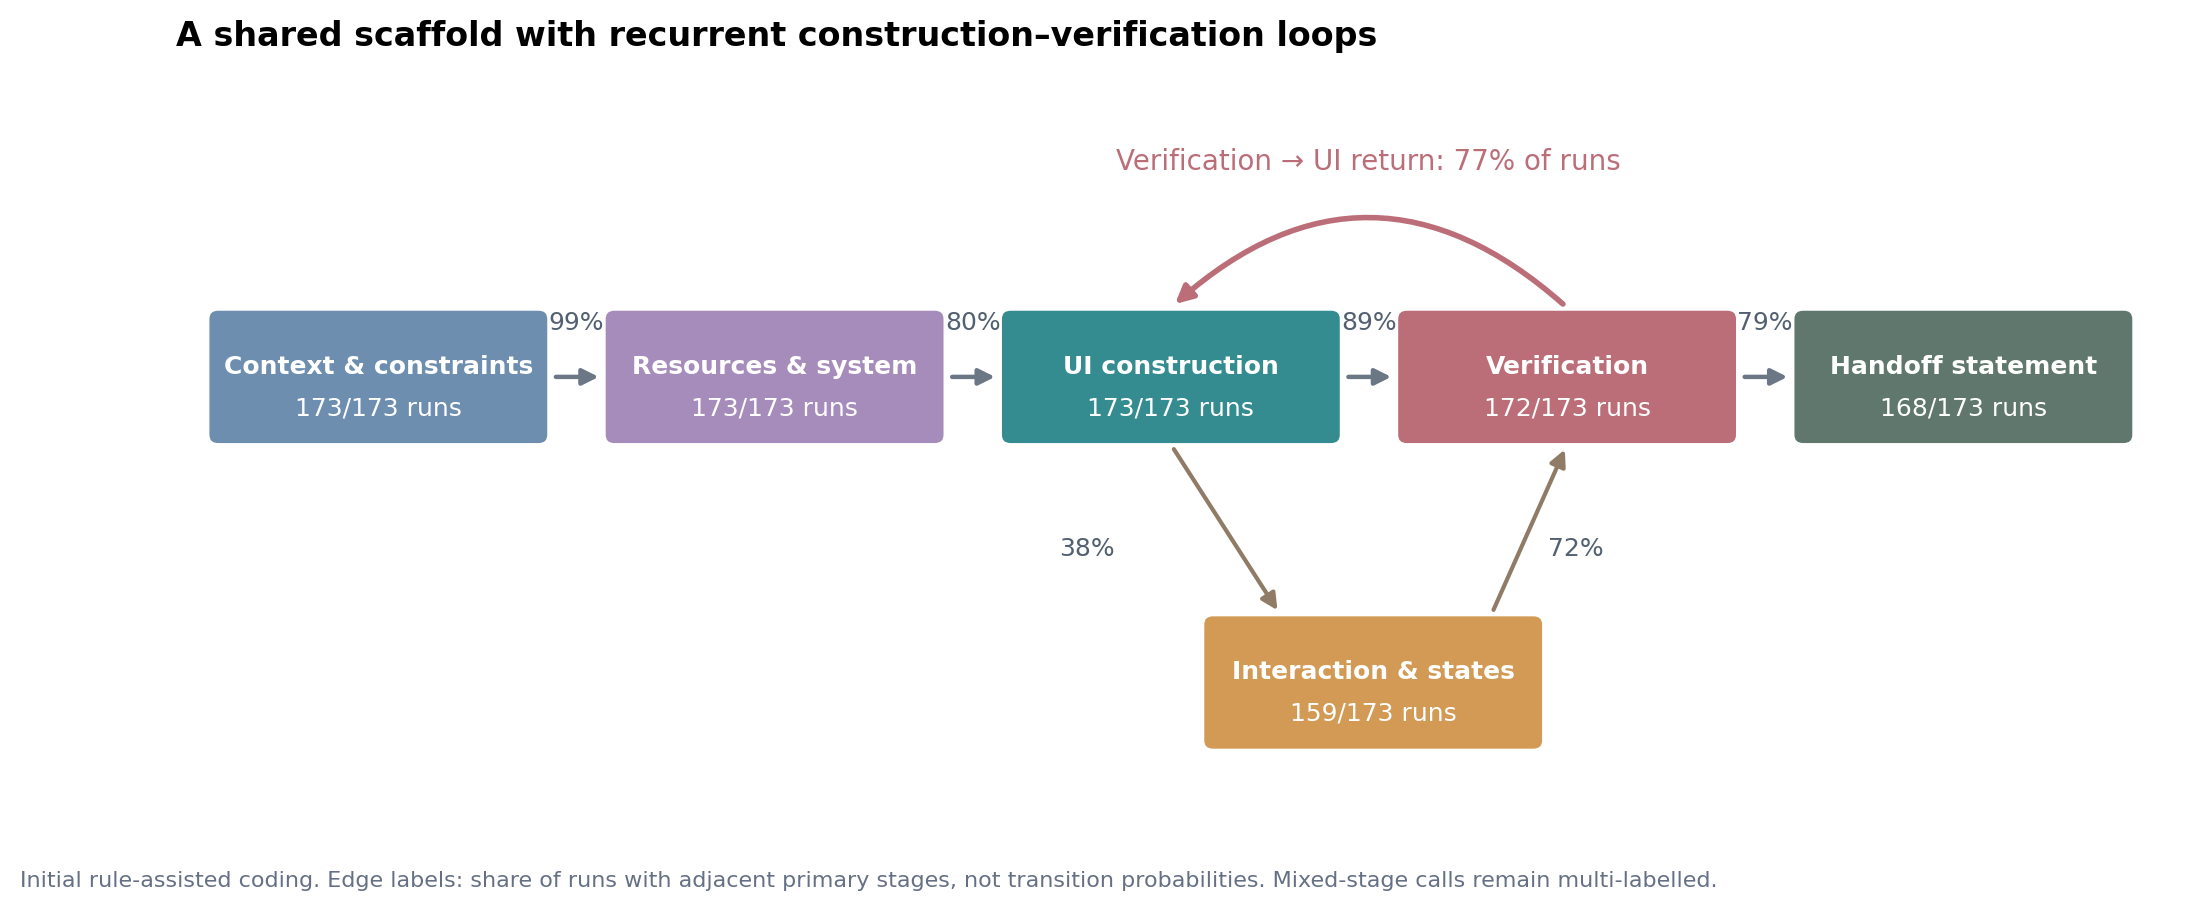 A shared scaffold with recurrent construction–verification loops
Verification → UI return: 77% of runs
99%
80%
89%
79%
Context & constraints
173/173 runs
Resources & system
173/173 runs
UI construction
173/173 runs
Verification
172/173 runs
Handoff statement
168/173 runs
38%
72%
Interaction & states
159/173 runs
Initial rule-assisted coding. Edge labels: share of runs with adjacent primary stages, not transition probabilities. Mixed-stage calls remain multi-labelled.